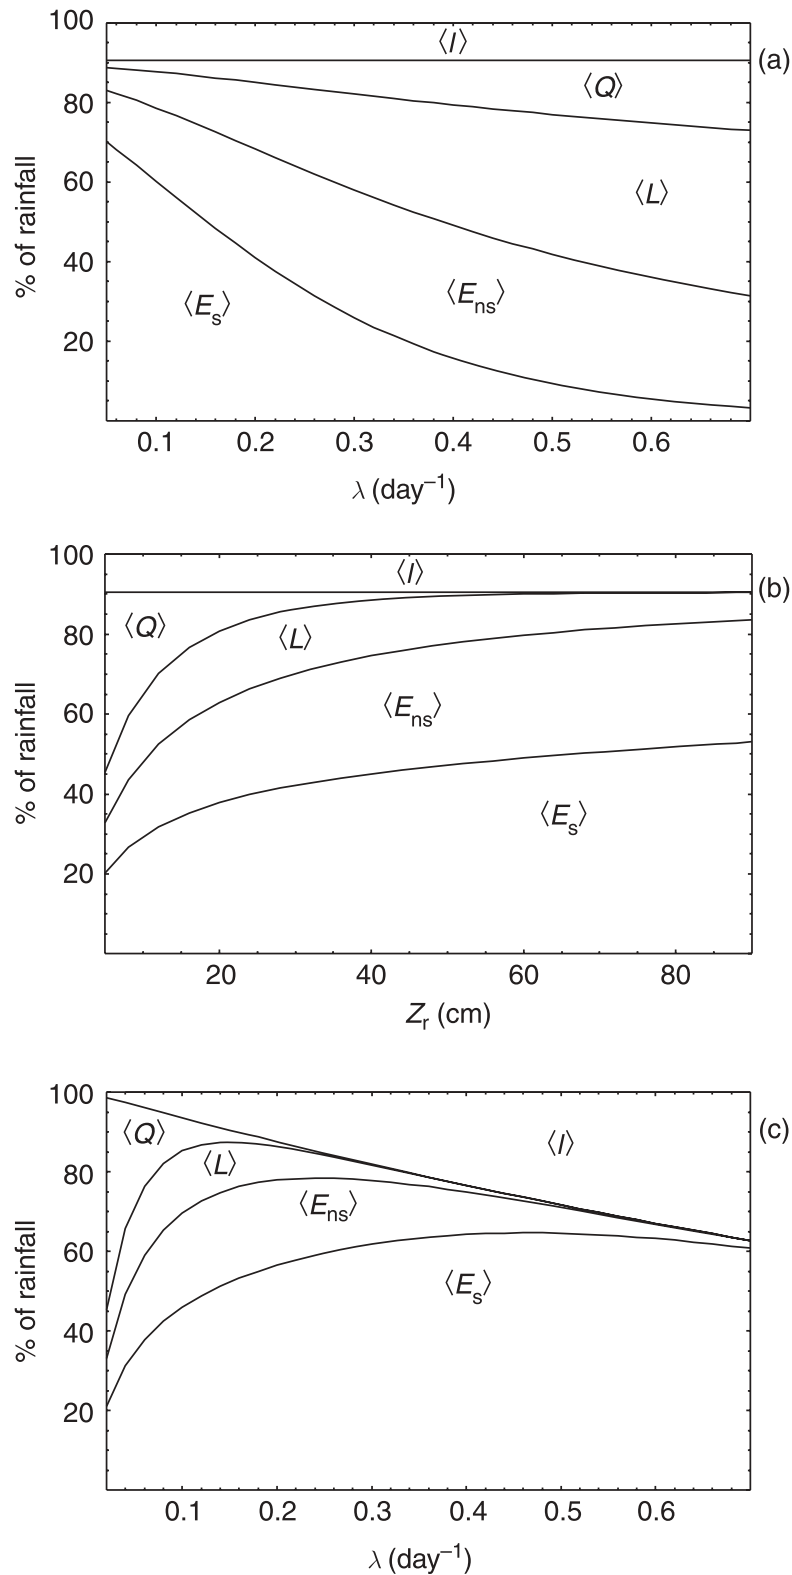 100
80
60
40
20
% of rainfall
⟨I⟩
⟨Q⟩
⟨L⟩
⟨Ens⟩
⟨Es⟩
(a)
0.1 0.2 0.3 0.4 0.5 0.6
λ (day⁻¹)
100
80
60
40
20
% of rainfall
⟨I⟩
⟨Q⟩
⟨L⟩
⟨Ens⟩
⟨Es⟩
(b)
20 40 60 80
Zr (cm)
100
80
60
40
20
% of rainfall
⟨Q⟩
⟨I⟩
⟨L⟩
⟨Ens⟩
⟨Es⟩
(c)
0.1 0.2 0.3 0.4 0.5 0.6
λ (day⁻¹)